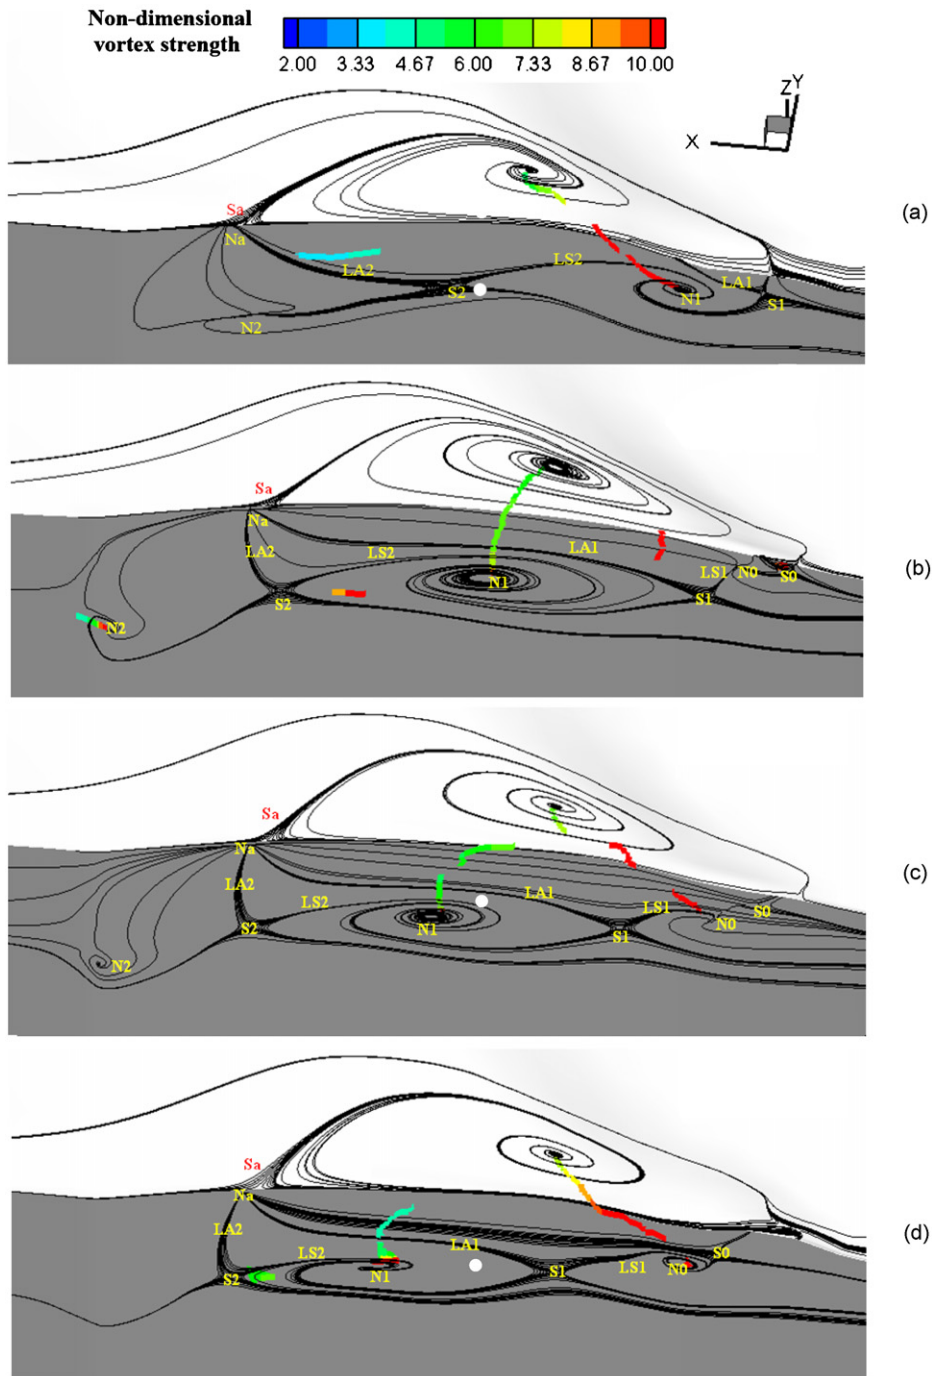 Non-dimensional
vortex strength
2.00 3.33 4.67 6.00 7.33 8.67 10.00
Z Y
X
(a)
Sa
Na
LA2
LS2
LA1
S2
N1
S1
N2
(b)
Sa
Na
LA2
LS2
LA1
LS1
N0
S0
N1
S1
S2
N2
(c)
Sa
Na
LA2
LS2
LA1
LS1
S0
N0
N1
S1
S2
N2
(d)
Sa
Na
LA2
LS2
LA1
LS1
S0
N0
S1
N1
S2